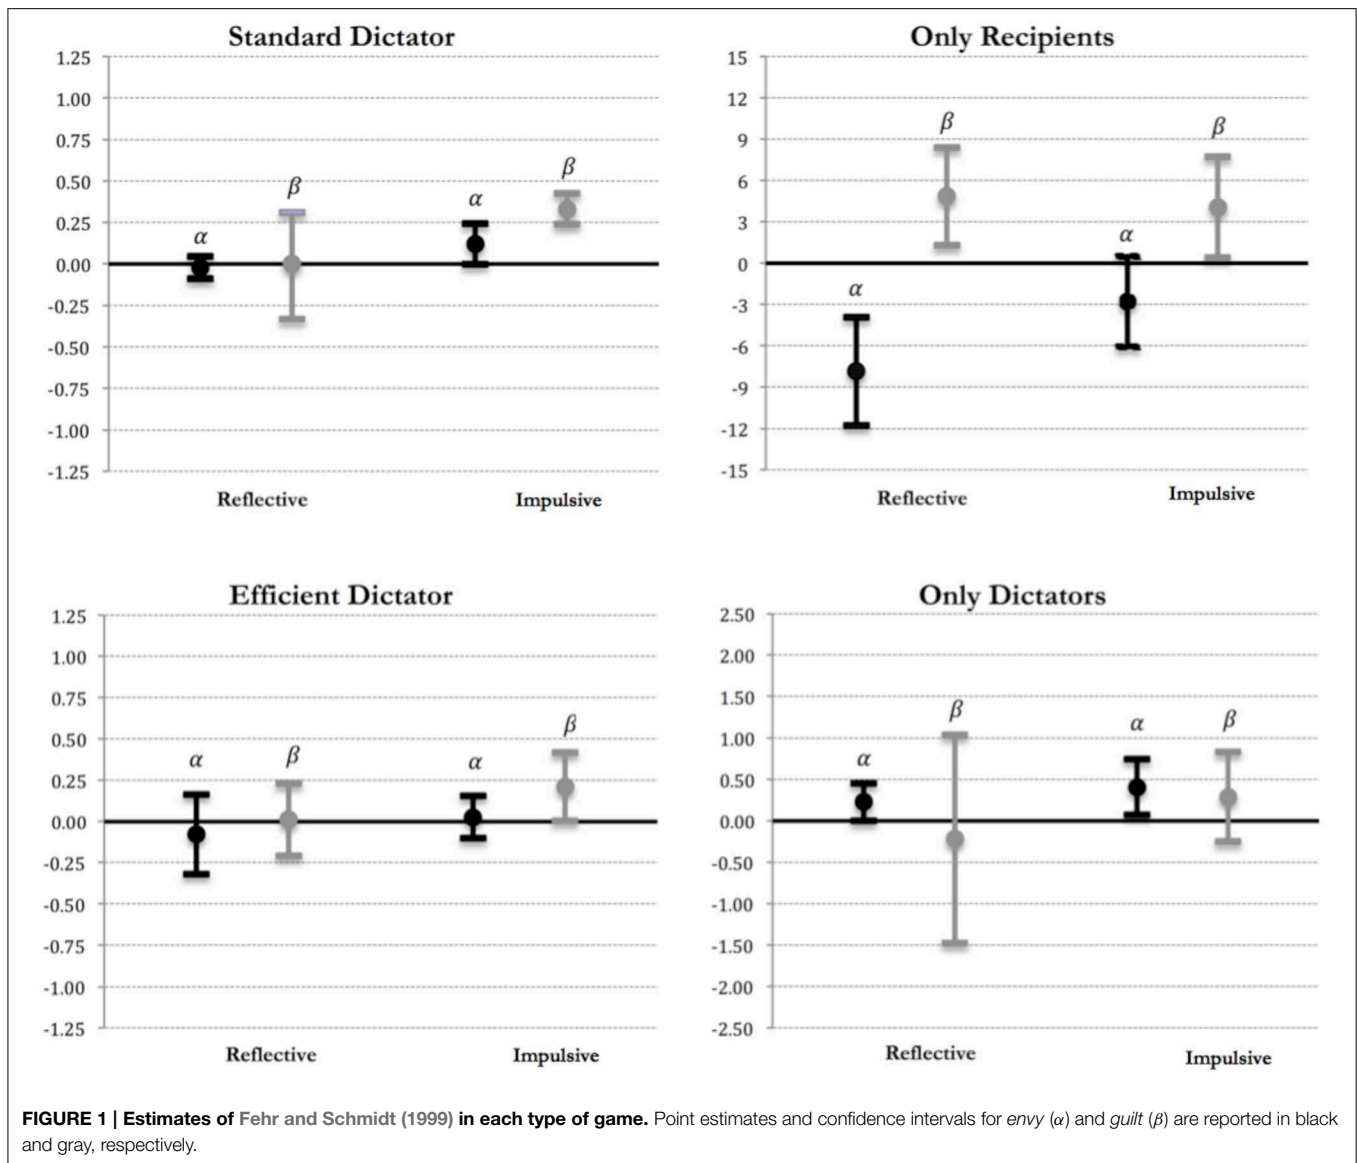 Standard Dictator
1.25
1.00
0.75
0.50
0.25
0.00
-0.25
-0.50
-0.75
-1.00
-1.25
α
β
α
β
Reflective
Impulsive
Only Recipients
15
12
9
6
3
0
-3
-6
-9
-12
-15
α
β
α
β
Reflective
Impulsive
Efficient Dictator
1.25
1.00
0.75
0.50
0.25
0.00
-0.25
-0.50
-0.75
-1.00
-1.25
α
β
α
β
Reflective
Impulsive
Only Dictators
2.50
2.00
1.50
1.00
0.50
0.00
-0.50
-1.00
-1.50
-2.00
-2.50
α
β
α
β
Reflective
Impulsive
FIGURE 1 | Estimates of Fehr and Schmidt (1999) in each type of game. Point estimates and confidence intervals for envy (α) and guilt (β) are reported in black
and gray, respectively.